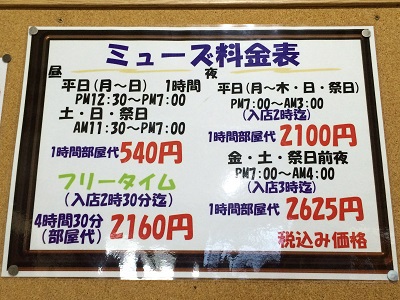 ミューズ料金表
昼
平日(月～日) 1時間
PM12:30～PM7:00
土・日・祭日
AM11:30～PM7:00
1時間部屋代540円
フリータイム
(入店2時30分迄)
4時間30分
(部屋代)2160円
夜
平日(月～木・日・祭日)
PM7:00～AM3:00
(入店2時迄)
1時間部屋代2100円
金・土・祭日前夜
PM7:00～AM4:00
(入店3時迄)
1時間部屋代2625円
税込み価格